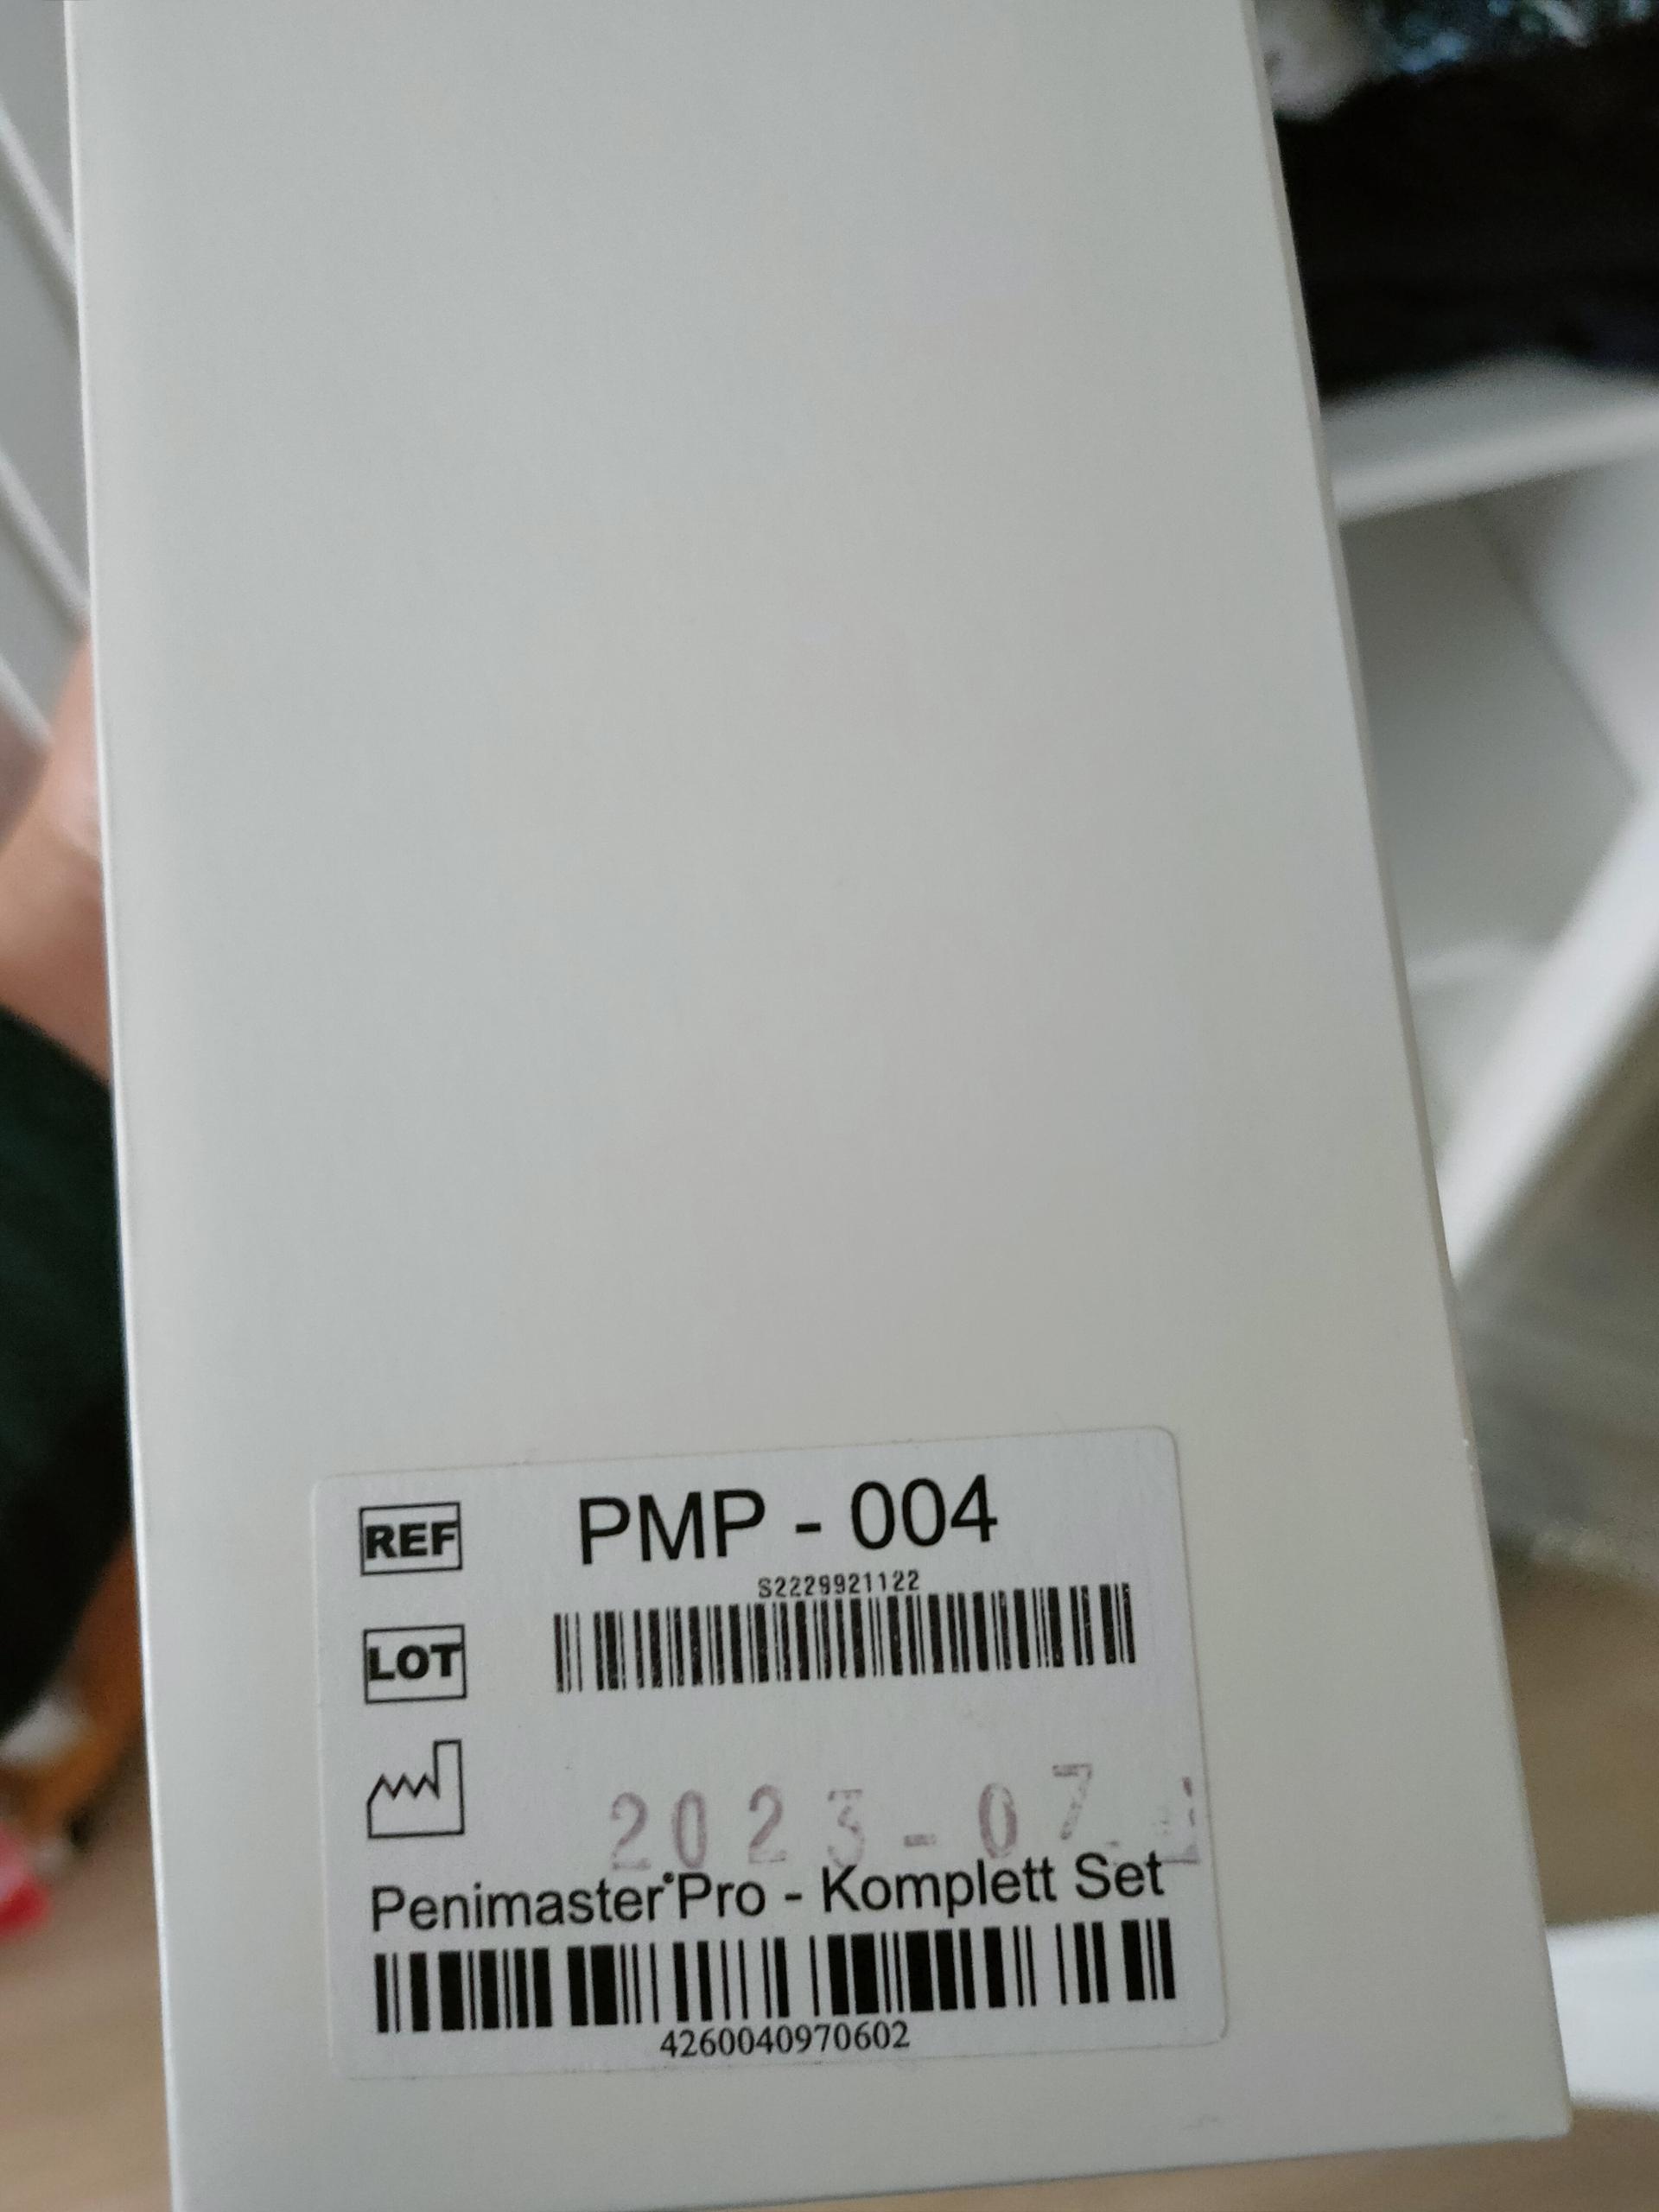 REF PMP - 004
S2229921122
LOT
2023-07
Penimaster®Pro - Komplett Set
4260040970602